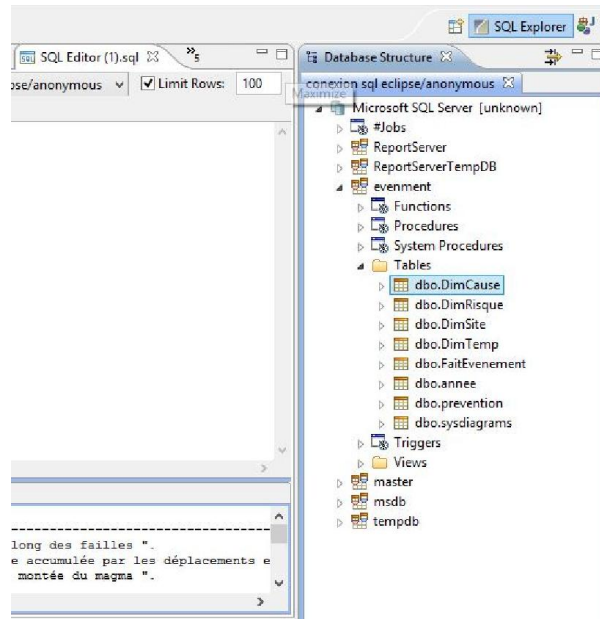 SQL Explorer
SQL Editor (1).sql
»5
Database Structure
pse/anonymous
Limit Rows: 100
conexion sql eclipse/anonymous
Maximize
Microsoft SQL Server [unknown]
#Jobs
ReportServer
ReportServerTempDB
evenment
Functions
Procedures
System Procedures
Tables
dbo.DimCause
dbo.DimRisque
dbo.DimSite
dbo.DimTemp
dbo.FaitEvenement
dbo.annee
dbo.prevention
dbo.sysdiagrams
Triggers
Views
master
msdb
tempdb
long des failles ".
e accumulée par les déplacements e
montée du magma ".